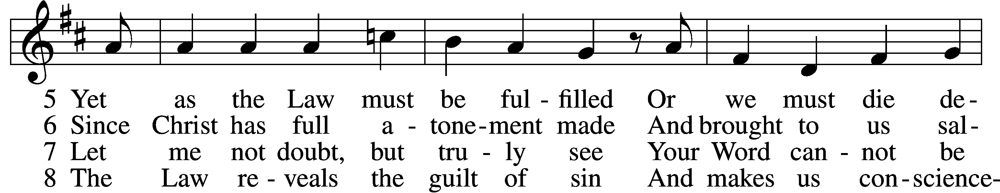 5 Yet as the Law must be ful - filled Or we must die de -
6 Since Christ has full a - tone - ment made And brought to us sal -
7 Let me not doubt, but tru - ly see Your Word can - not be
8 The Law re - veals the guilt of sin And makes us con - science -